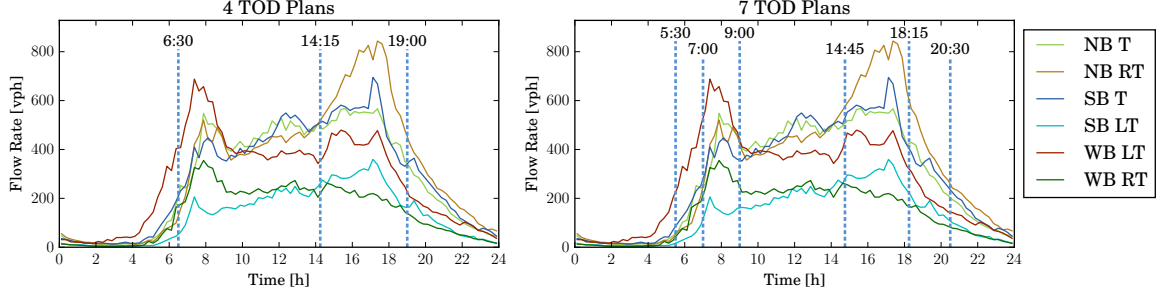 4 TOD Plans
6:30
14:15
19:00
800
600
400
200
0
Flow Rate [vph]
0 2 4 6 8 10 12 14 16 18 20 22 24
Time [h]
7 TOD Plans
5:30
7:00
9:00
14:45
18:15
20:30
800
600
400
200
0
Flow Rate [vph]
0 2 4 6 8 10 12 14 16 18 20 22 24
Time [h]
NB T
NB RT
SB T
SB LT
WB LT
WB RT